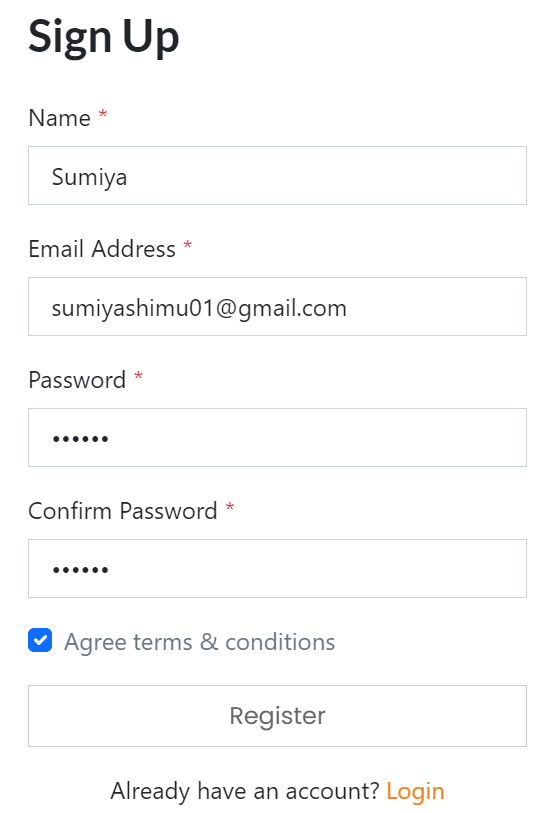 Sign Up
Name *
Sumiya
Email Address *
sumiyashimu01@gmail.com
Password *
••••••
Confirm Password *
••••••
Agree terms & conditions
Register
Already have an account? Login